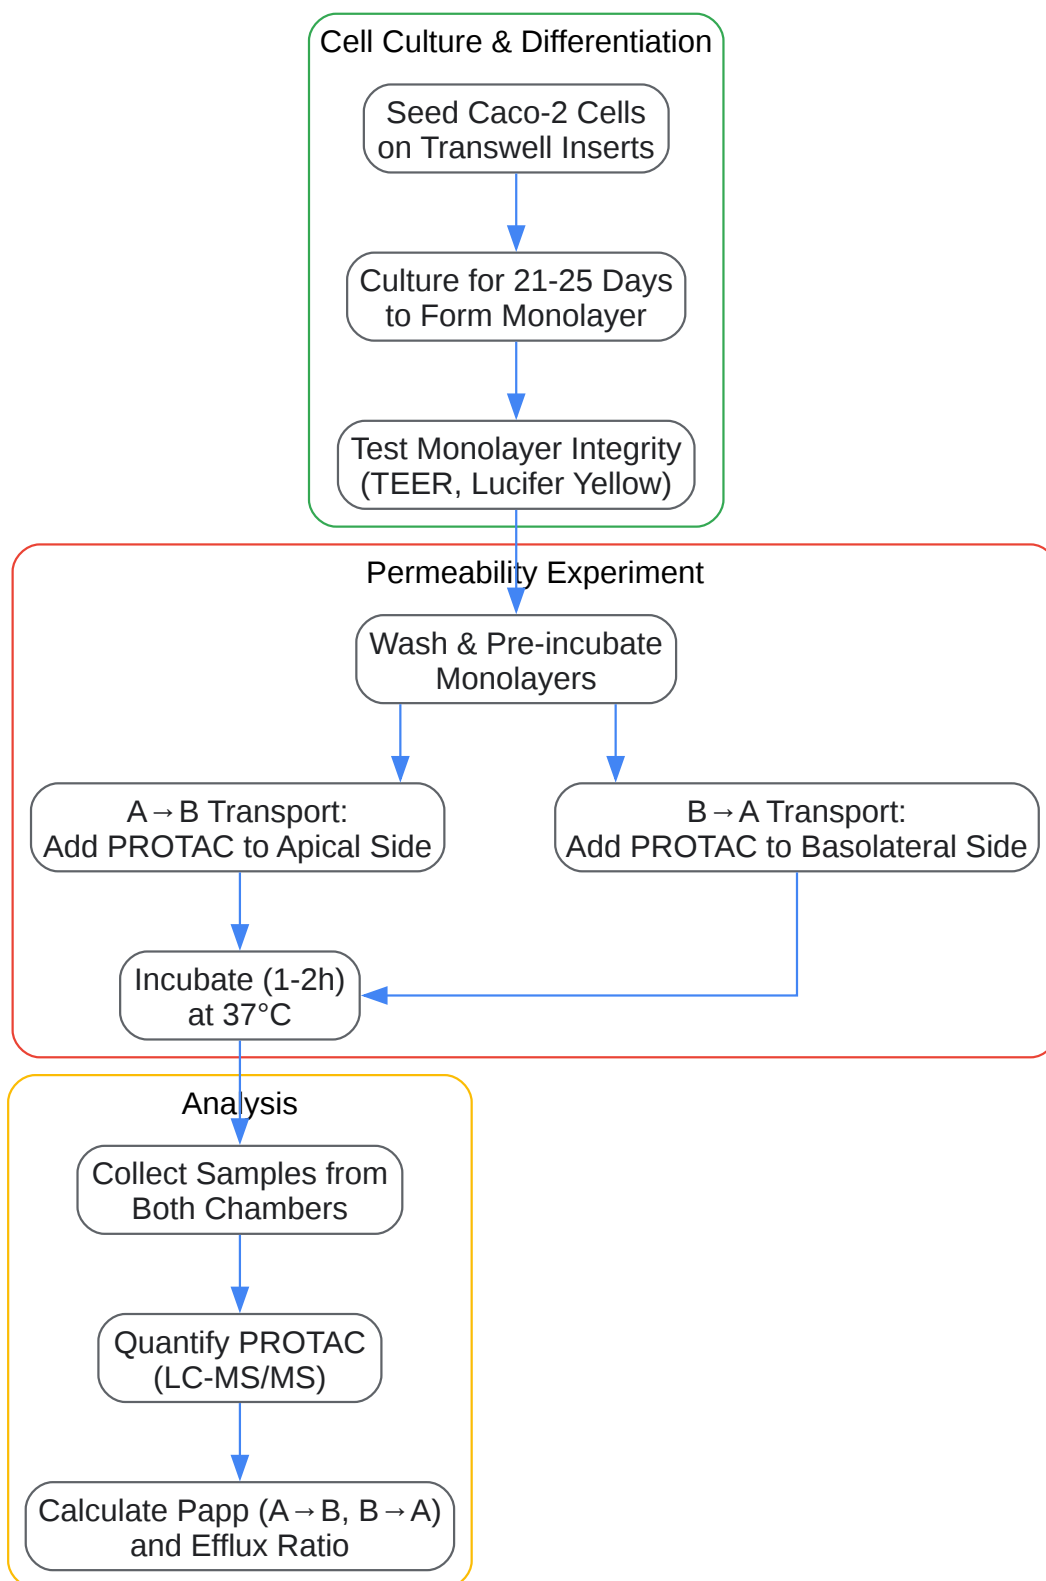 Cell Culture & Differentiation
Seed Caco-2 Cells
on Transwell Inserts
Culture for 21-25 Days
to Form Monolayer
Test Monolayer Integrity
(TEER, Lucifer Yellow)
Permeability Experiment
Wash & Pre-incubate
Monolayers
A→B Transport:
Add PROTAC to Apical Side
B→A Transport:
Add PROTAC to Basolateral Side
Incubate (1-2h)
at 37°C
Analysis
Collect Samples from
Both Chambers
Quantify PROTAC
(LC-MS/MS)
Calculate Papp (A→B, B→A)
and Efflux Ratio